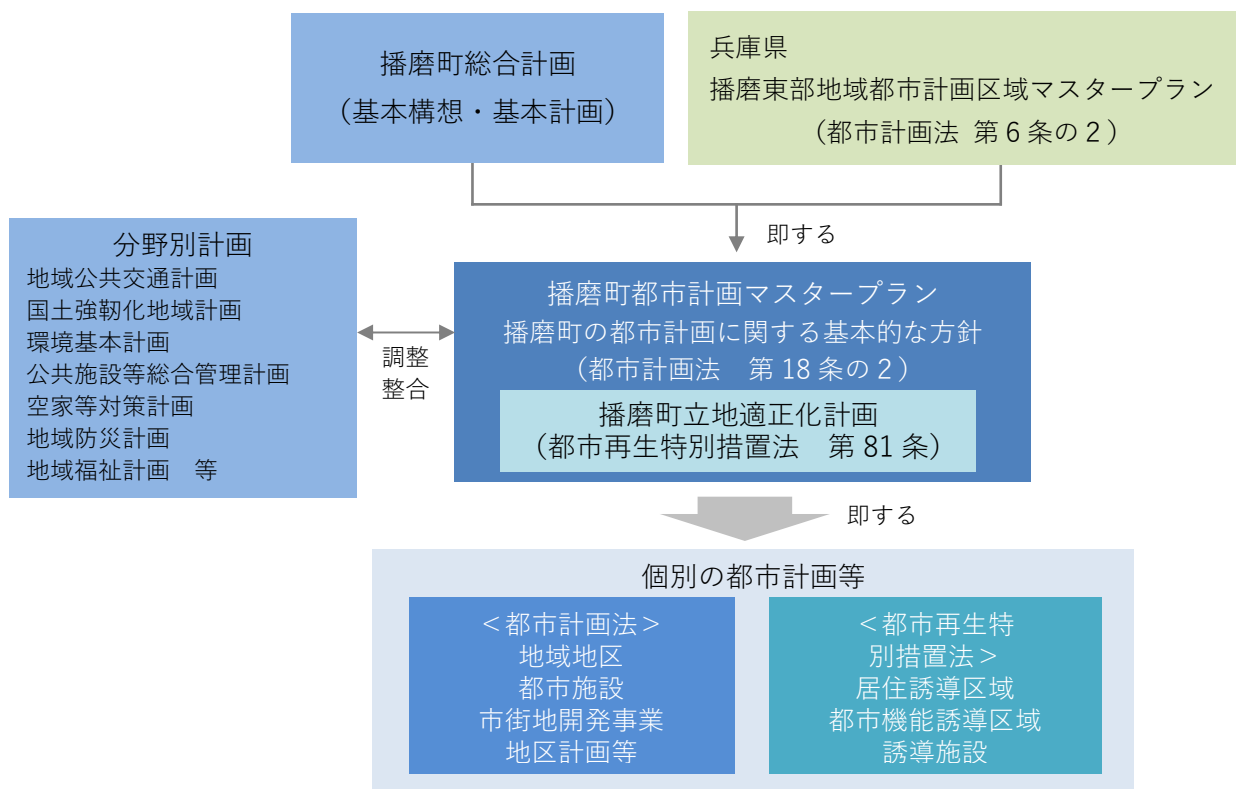 播磨町総合計画
（基本構想・基本計画）
兵庫県
播磨東部地域都市計画区域マスタープラン
（都市計画法 第６条の２）
即する
分野別計画
地域公共交通計画
国土強靭化地域計画
環境基本計画
公共施設等総合管理計画
空家等対策計画
地域防災計画
地域福祉計画　等
調整
整合
播磨町都市計画マスタープラン
播磨町の都市計画に関する基本的な方針
（都市計画法　第 18 条の２）
播磨町立地適正化計画
（都市再生特別措置法　第 81 条）
即する
個別の都市計画等
＜都市計画法＞
地域地区
都市施設
市街地開発事業
地区計画等
＜都市再生特
別措置法＞
居住誘導区域
都市機能誘導区域
誘導施設